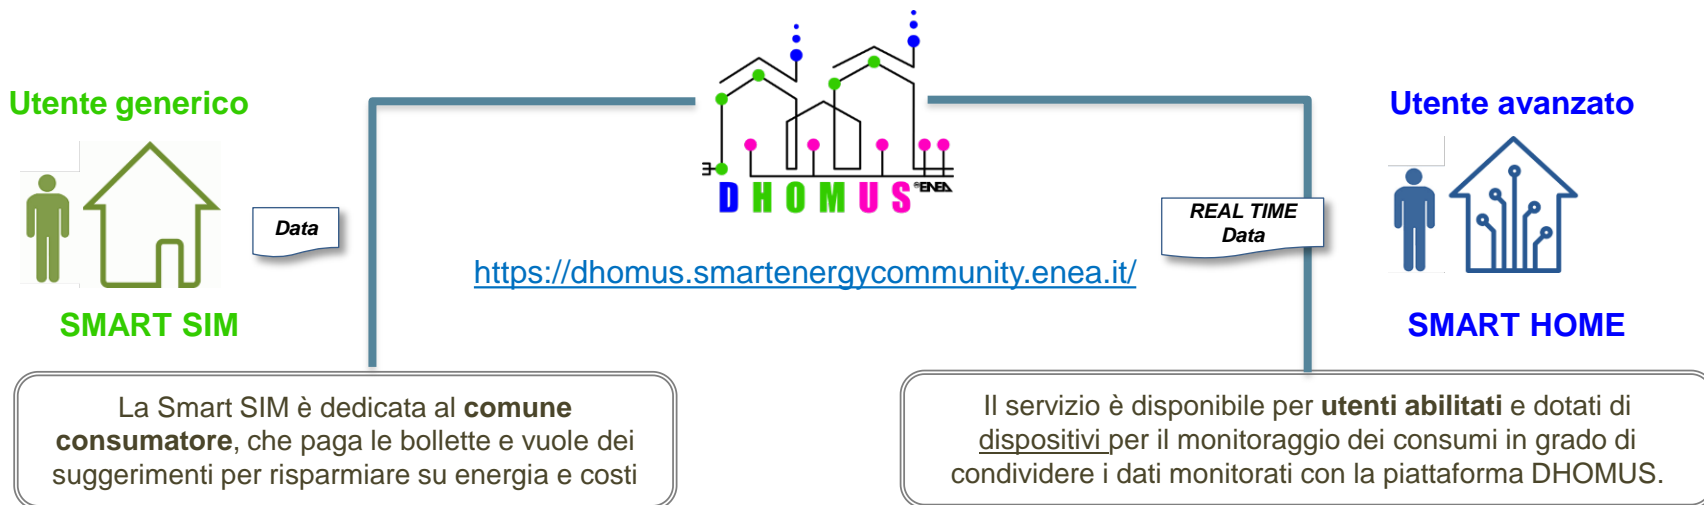 Utente generico
Utente avanzato
Data
DHOMUS
®ENEA
REAL TIME
Data
https://dhomus.smartenergycommunity.enea.it/
SMART SIM
SMART HOME
La Smart SIM è dedicata al comune
consumatore, che paga le bollette e vuole dei
suggerimenti per risparmiare su energia e costi
Il servizio è disponibile per utenti abilitati e dotati di
dispositivi per il monitoraggio dei consumi in grado di
condividere i dati monitorati con la piattaforma DHOMUS.